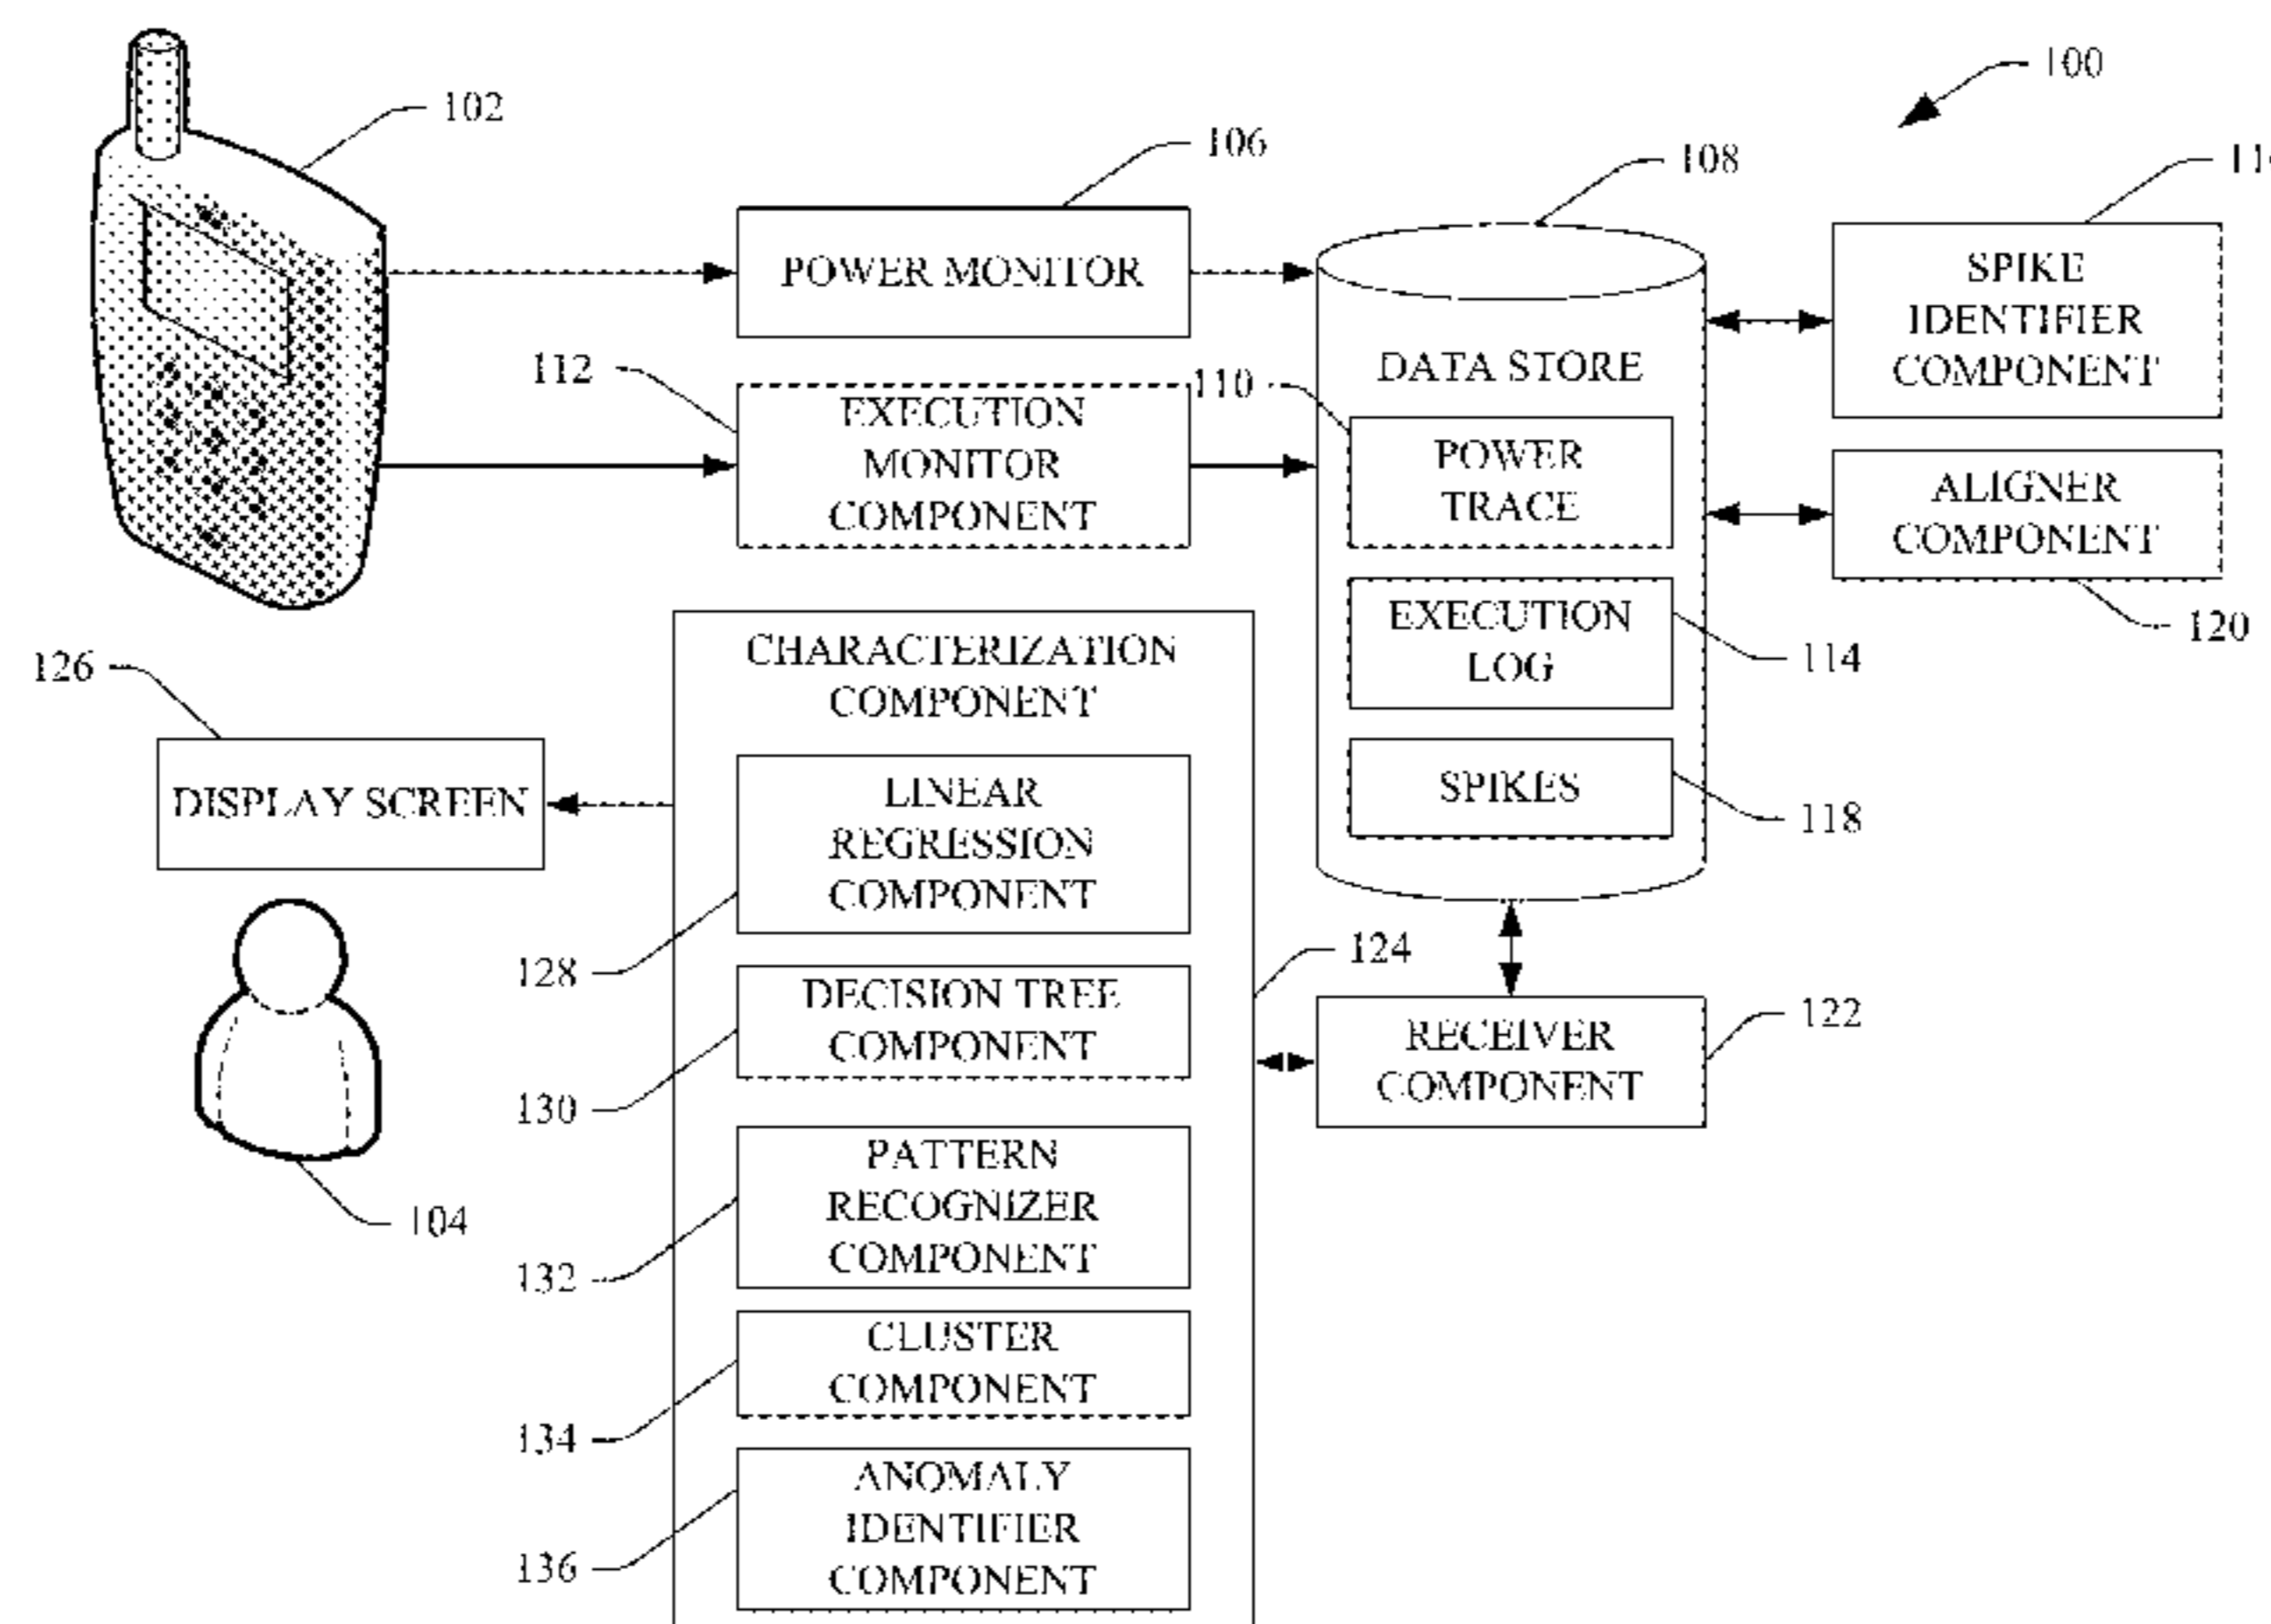 100
102
106
108
POWER MONITOR
SPIKE
IDENTIFIER
COMPONENT
112
DATA STORE
110
EXECUTION
MONITOR
COMPONENT
POWER
TRACE
ALIGNER
COMPONENT
120
EXECUTION
LOG
114
126
CHARACTERIZATION
COMPONENT
DISPLAY SCREEN
LINEAR
REGRESSION
COMPONENT
SPIKES
118
128
124
DECISION TREE
COMPONENT
122
RECEIVER
COMPONENT
130
PATTERN
RECOGNIZER
COMPONENT
104
132
CLUSTER
COMPONENT
134
ANOMALY
IDENTIFIER
COMPONENT
136